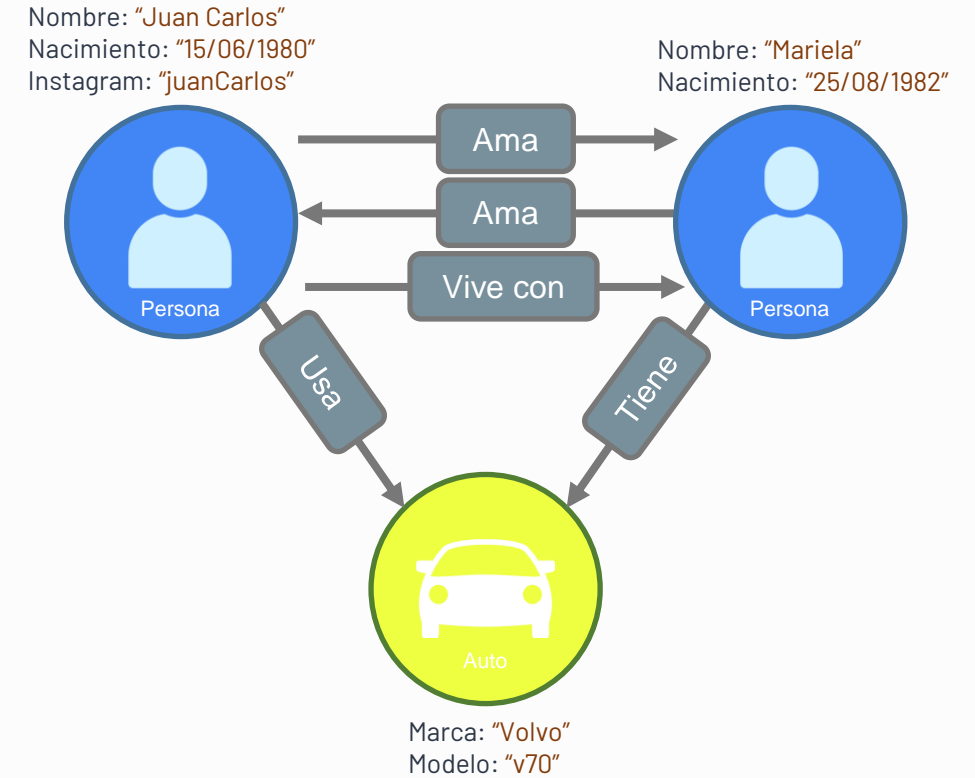 Nombre: “Juan Carlos”
Nacimiento: “15/06/1980”
Instagram: “juanCarlos”
Nombre: “Mariela”
Nacimiento: “25/08/1982”
Ama
Ama
Vive con
Persona
Persona
Usa
Tiene
Auto
Marca: “Volvo”
Modelo: “v70”